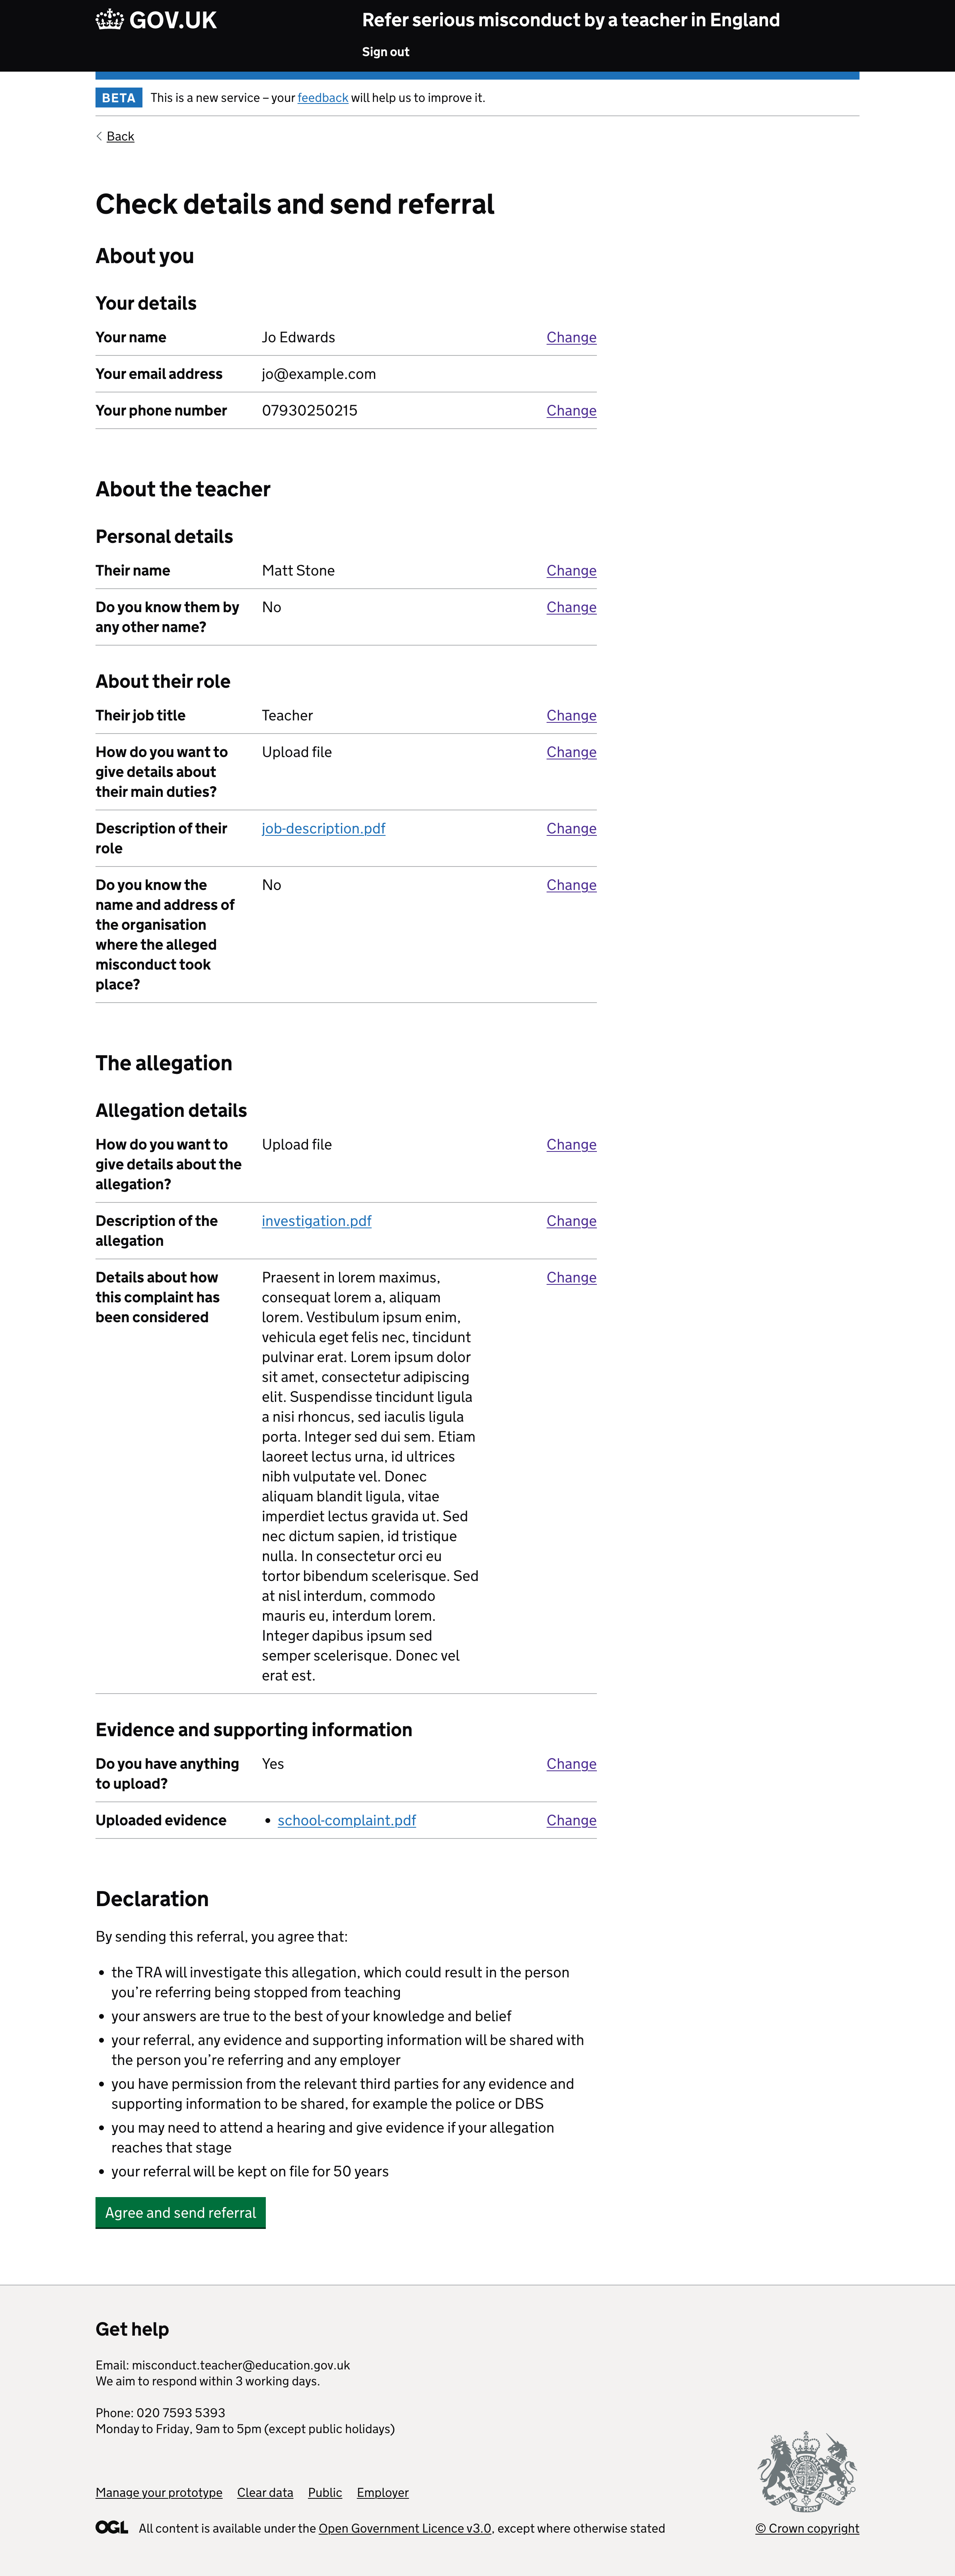 GOV.UK
Refer serious misconduct by a teacher in England
Sign out
BETA This is a new service – your feedback will help us to improve it.
Back
Check details and send referral
About you
Your details
Your name Jo Edwards Change
Your email address jo@example.com
Your phone number 07930250215 Change
About the teacher
Personal details
Their name Matt Stone Change
Do you know them by No Change
any other name?
About their role
Their job title Teacher Change
How do you want to Upload file Change
give details about
their main duties?
Description of their job-description.pdf Change
role
Do you know the No Change
name and address of
the organisation
where the alleged
misconduct took
place?
The allegation
Allegation details
How do you want to Upload file Change
give details about the
allegation?
Description of the investigation.pdf Change
allegation
Details about how Praesent in lorem maximus, Change
this complaint has consequat lorem a, aliquam
been considered lorem. Vestibulum ipsum enim,
vehicula eget felis nec, tincidunt
pulvinar erat. Lorem ipsum dolor
sit amet, consectetur adipiscing
elit. Suspendisse tincidunt ligula
a nisi rhoncus, sed iaculis ligula
porta. Integer sed dui sem. Etiam
laoreet lectus urna, id ultrices
nibh vulputate vel. Donec
aliquam blandit ligula, vitae
imperdiet lectus gravida ut. Sed
nec dictum sapien, id tristique
nulla. In consectetur orci eu
tortor bibendum scelerisque. Sed
at nisl interdum, commodo
mauris eu, interdum lorem.
Integer dapibus ipsum sed
semper scelerisque. Donec vel
erat est.
Evidence and supporting information
Do you have anything Yes Change
to upload?
Uploaded evidence • school-complaint.pdf Change
Declaration
By sending this referral, you agree that:
• the TRA will investigate this allegation, which could result in the person
you’re referring being stopped from teaching
• your answers are true to the best of your knowledge and belief
• your referral, any evidence and supporting information will be shared with
the person you’re referring and any employer
• you have permission from the relevant third parties for any evidence and
supporting information to be shared, for example the police or DBS
• you may need to attend a hearing and give evidence if your allegation
reaches that stage
• your referral will be kept on file for 50 years
Agree and send referral
Get help
Email: misconduct.teacher@education.gov.uk
We aim to respond within 3 working days.
Phone: 020 7593 5393
Monday to Friday, 9am to 5pm (except public holidays)
Manage your prototype Clear data Public Employer
OGL All content is available under the Open Government Licence v3.0, except where otherwise stated
© Crown copyright